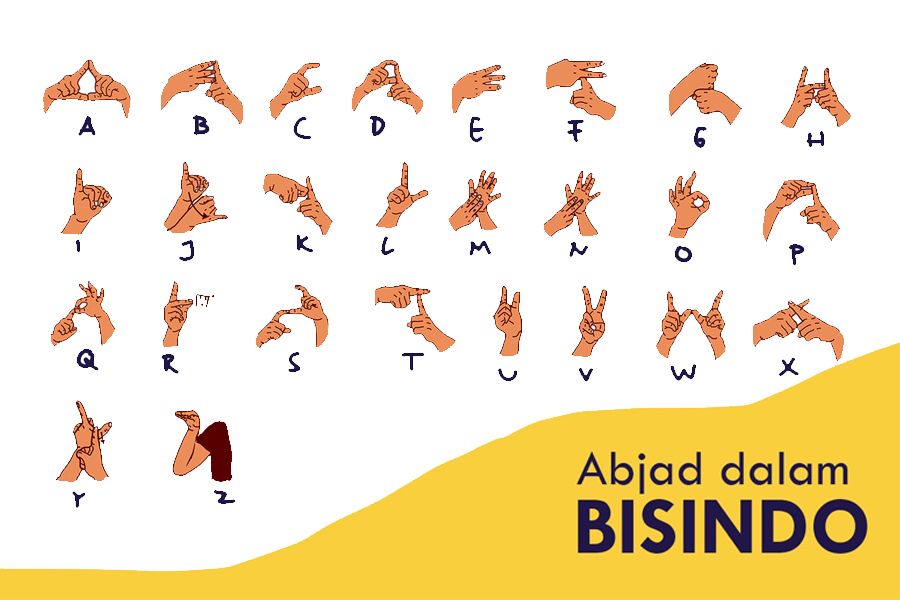 A B C D E F G H
I J K L M N O P
Q R S T U V W X
Y Z
Abjad dalam
BISINDO